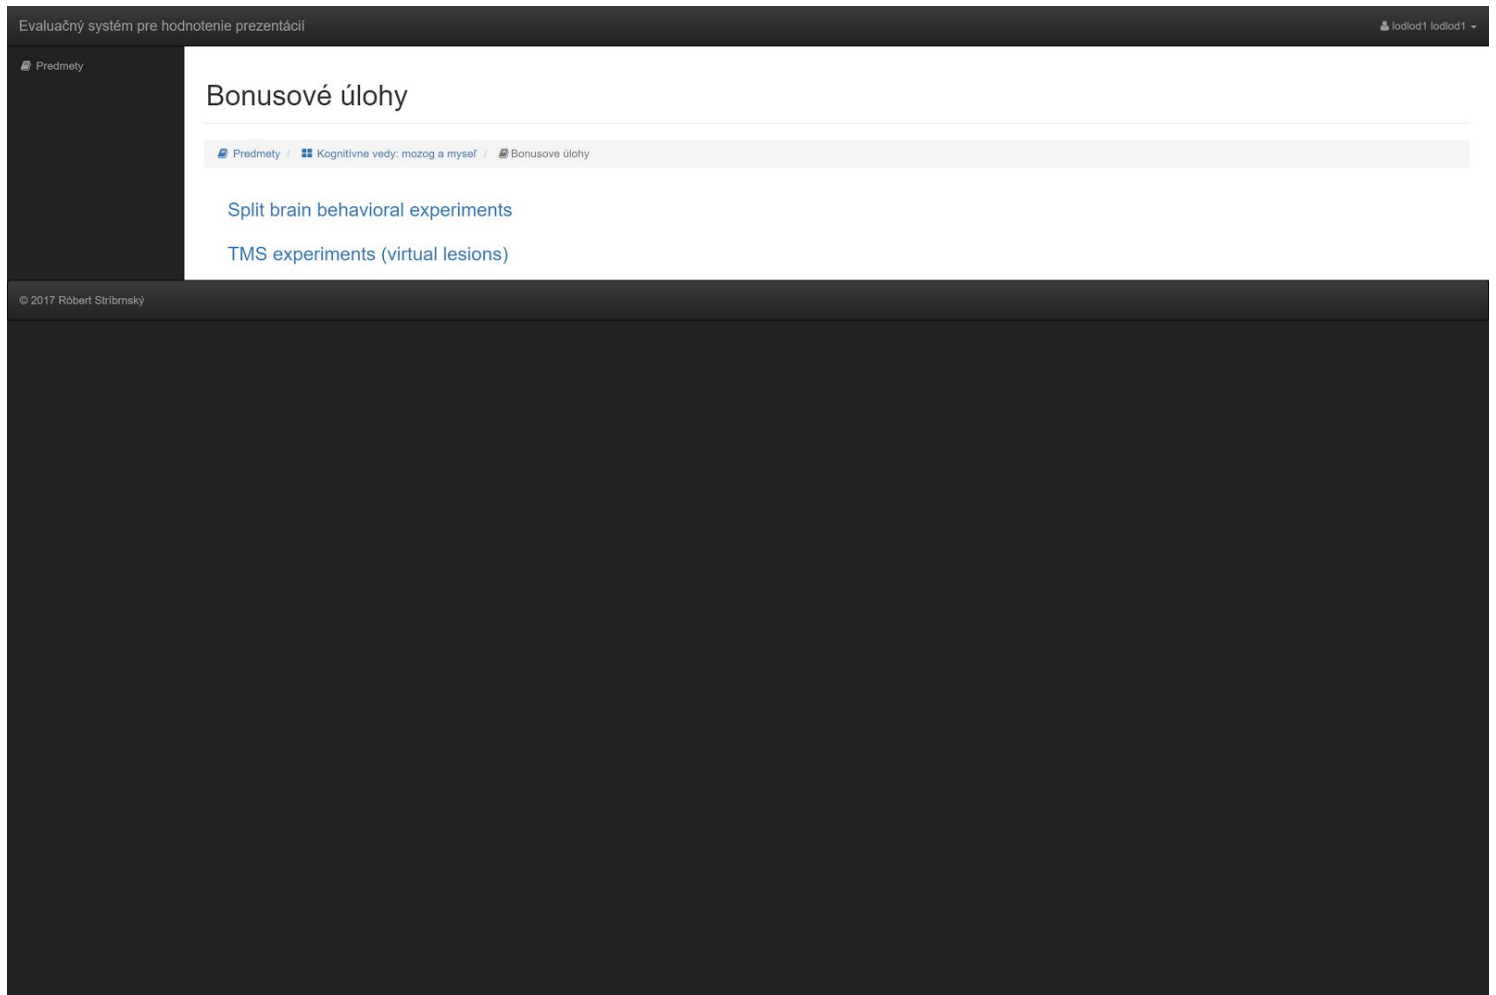 Evaluačný systém pre hodnotenie prezentácií
lodlod1 lodlod1
Predmety
Bonusové úlohy
Predmety / Kognitívne vedy: mozog a myseľ / Bonusove úlohy
Split brain behavioral experiments
TMS experiments (virtual lesions)
© 2017 Róbert Stríbrnský